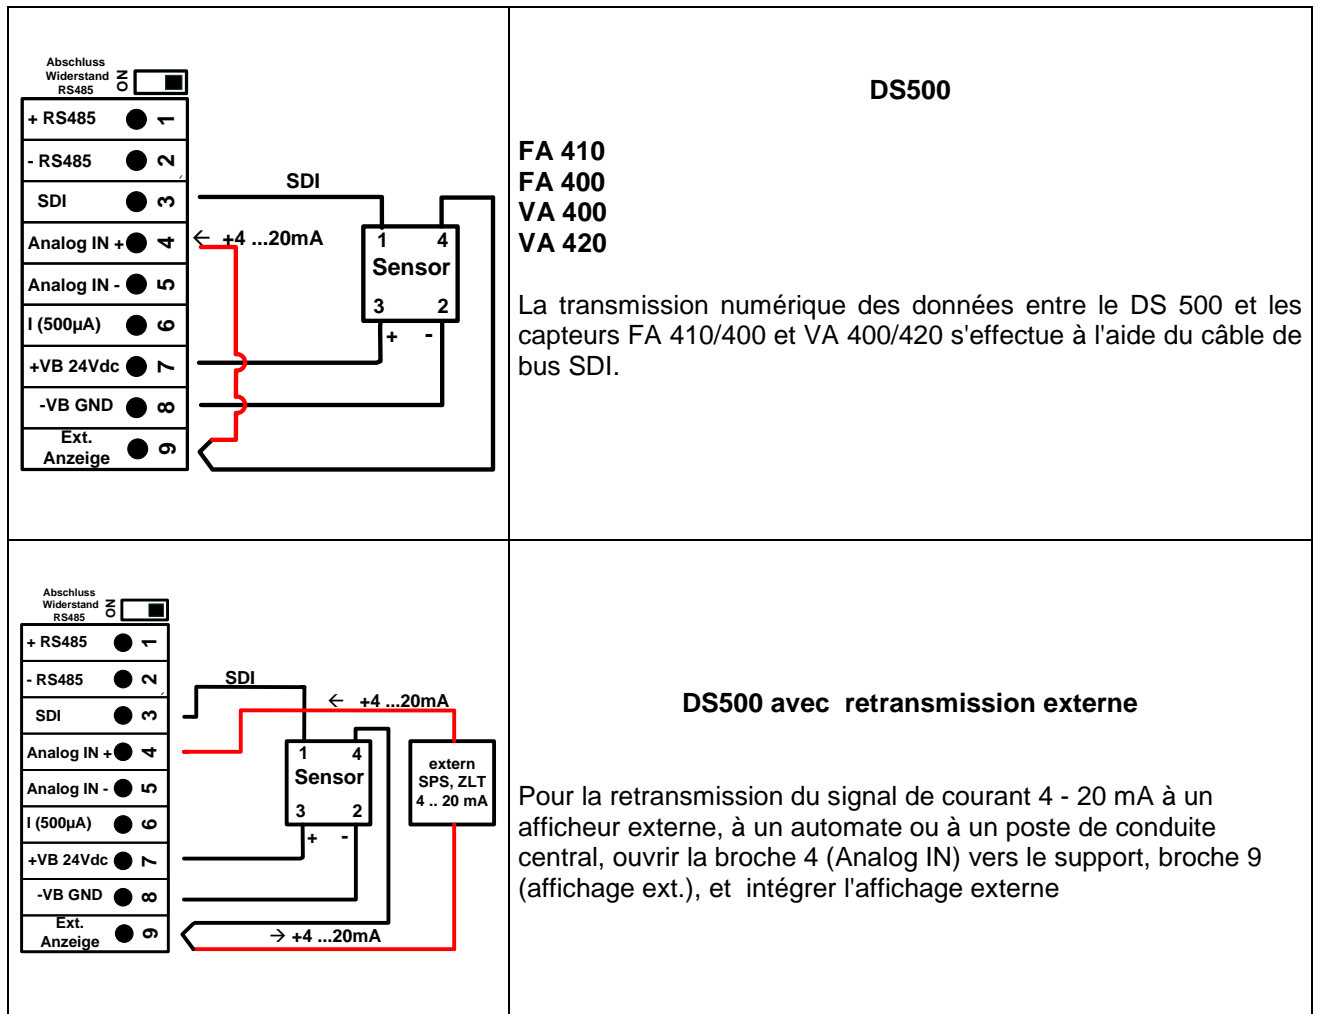 Abschluss
Widerstand
RS485
ON
+ RS485 1
- RS485 2
SDI 3
Analog IN + 4
Analog IN - 5
I (500µA) 6
+VB 24Vdc 7
-VB GND 8
Ext.
Anzeige 9
SDI
← +4 ...20mA
1 4
Sensor
3 2
+ -
DS500
FA 410
FA 400
VA 400
VA 420
La transmission numérique des données entre le DS 500 et les
capteurs FA 410/400 et VA 400/420 s'effectue à l'aide du câble de
bus SDI.
Abschluss
Widerstand
RS485
ON
+ RS485 1
- RS485 2
SDI 3
Analog IN + 4
Analog IN - 5
I (500µA) 6
+VB 24Vdc 7
-VB GND 8
Ext.
Anzeige 9
SDI
← +4 ...20mA
1 4
Sensor
3 2
+ -
extern
SPS, ZLT
4 .. 20 mA
→ +4 ...20mA
DS500 avec retransmission externe
Pour la retransmission du signal de courant 4 - 20 mA à un
afficheur externe, à un automate ou à un poste de conduite
central, ouvrir la broche 4 (Analog IN) vers le support, broche 9
(affichage ext.), et intégrer l'affichage externe